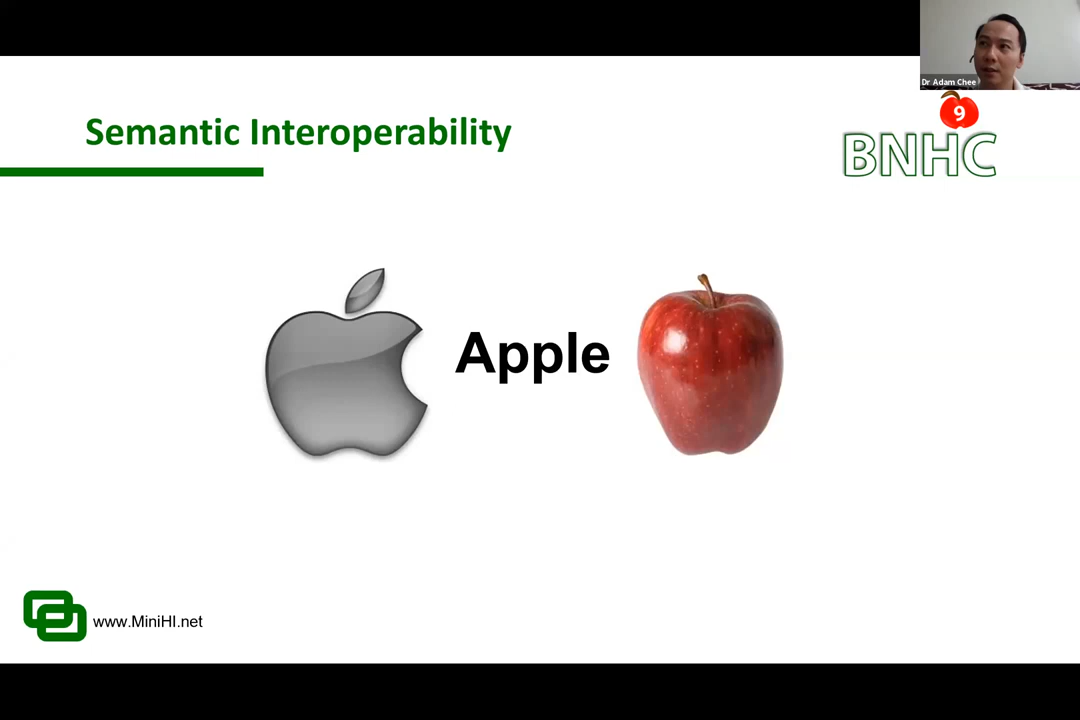 Dr Adam Chee
9
Semantic Interoperability
BNHC
Apple
www.MiniHI.net